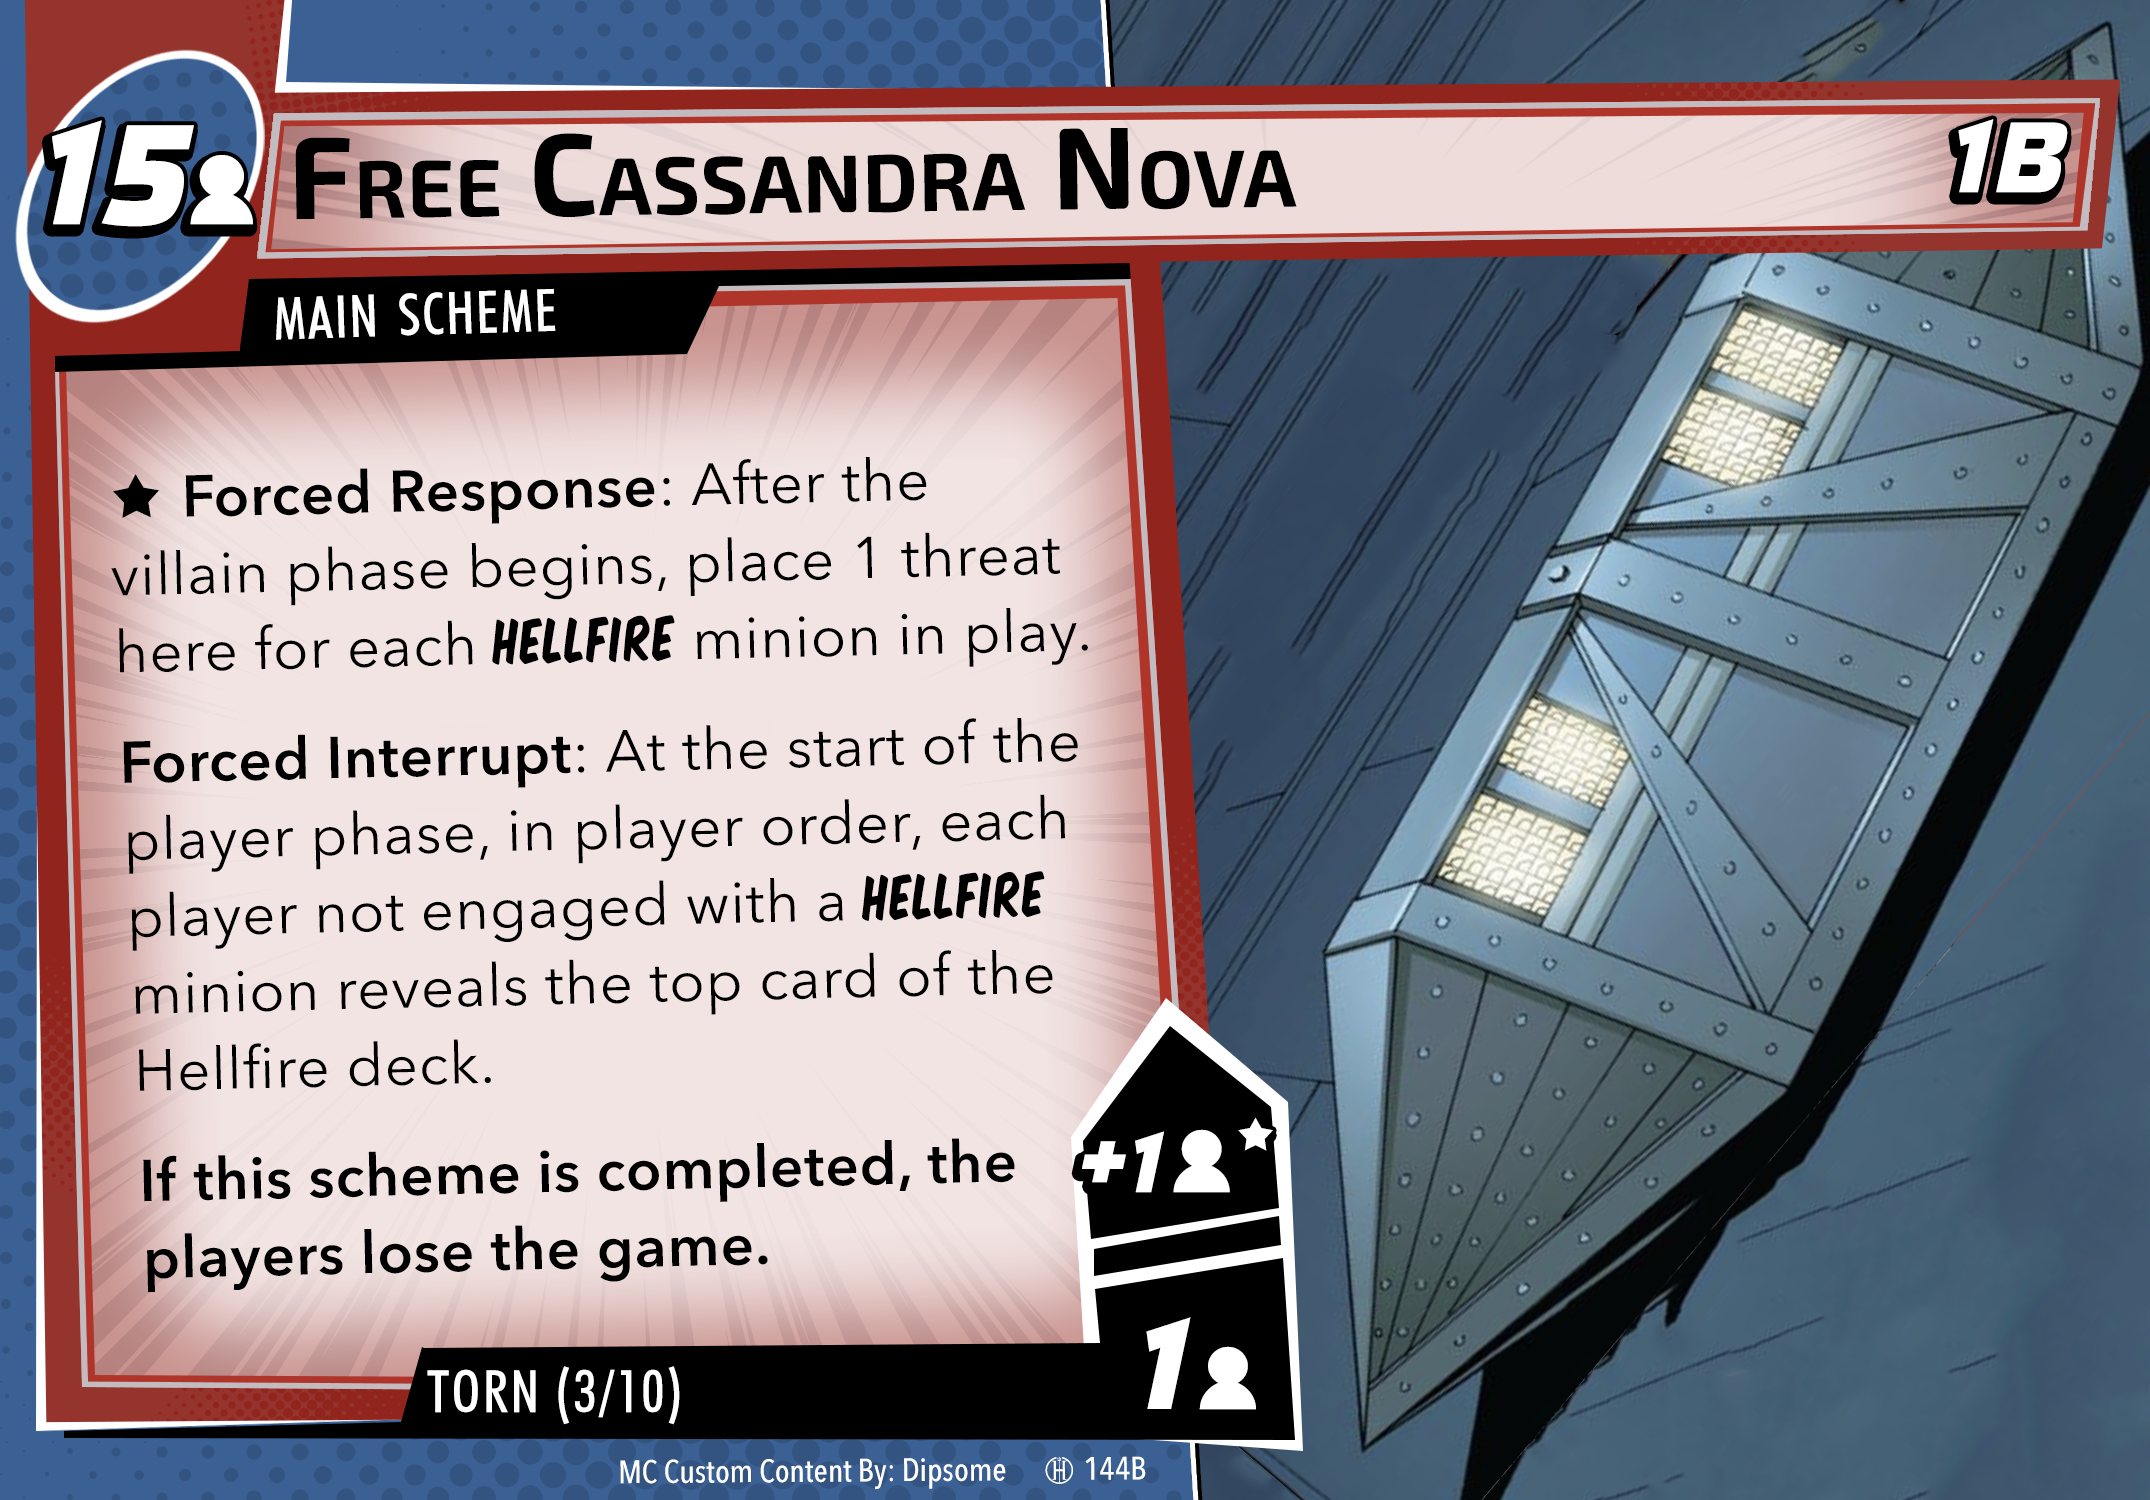 15
FREE CASSANDRA NOVA
1B
MAIN SCHEME
★ Forced Response: After the
villain phase begins, place 1 threat
here for each HELLFIRE minion in play.
Forced Interrupt: At the start of the
player phase, in player order, each
player not engaged with a HELLFIRE
minion reveals the top card of the
Hellfire deck.
If this scheme is completed, the
players lose the game.
+1 ★
1
TORN (3/10)
MC Custom Content By: Dipsome 144B